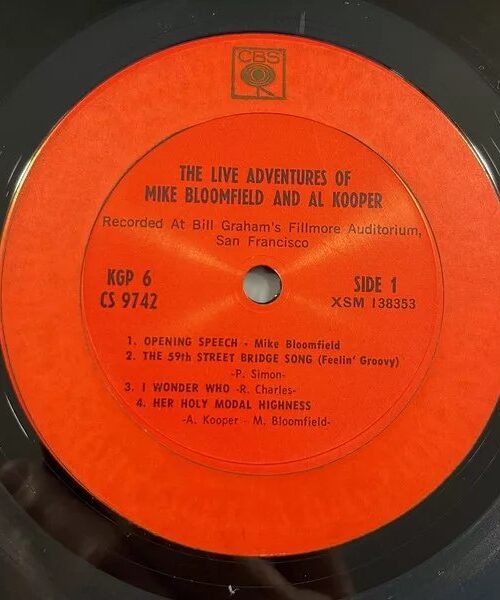 CBS
THE LIVE ADVENTURES OF
MIKE BLOOMFIELD AND AL KOOPER
Recorded At Bill Graham's Fillmore Auditorium,
San Francisco
KGP 6
CS 9742
SIDE 1
XSM 138353
1. OPENING SPEECH - Mike Bloomfield
2. THE 59th STREET BRIDGE SONG (Feelin' Groovy)
-P. Simon-
3. I WONDER WHO -R. Charles-
4. HER HOLY MODAL HIGHNESS
-A. Kooper - M. Bloomfield-